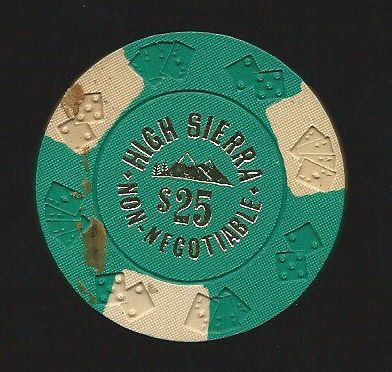 HIGH SIERRA
$25
NON-NEGOTIABLE